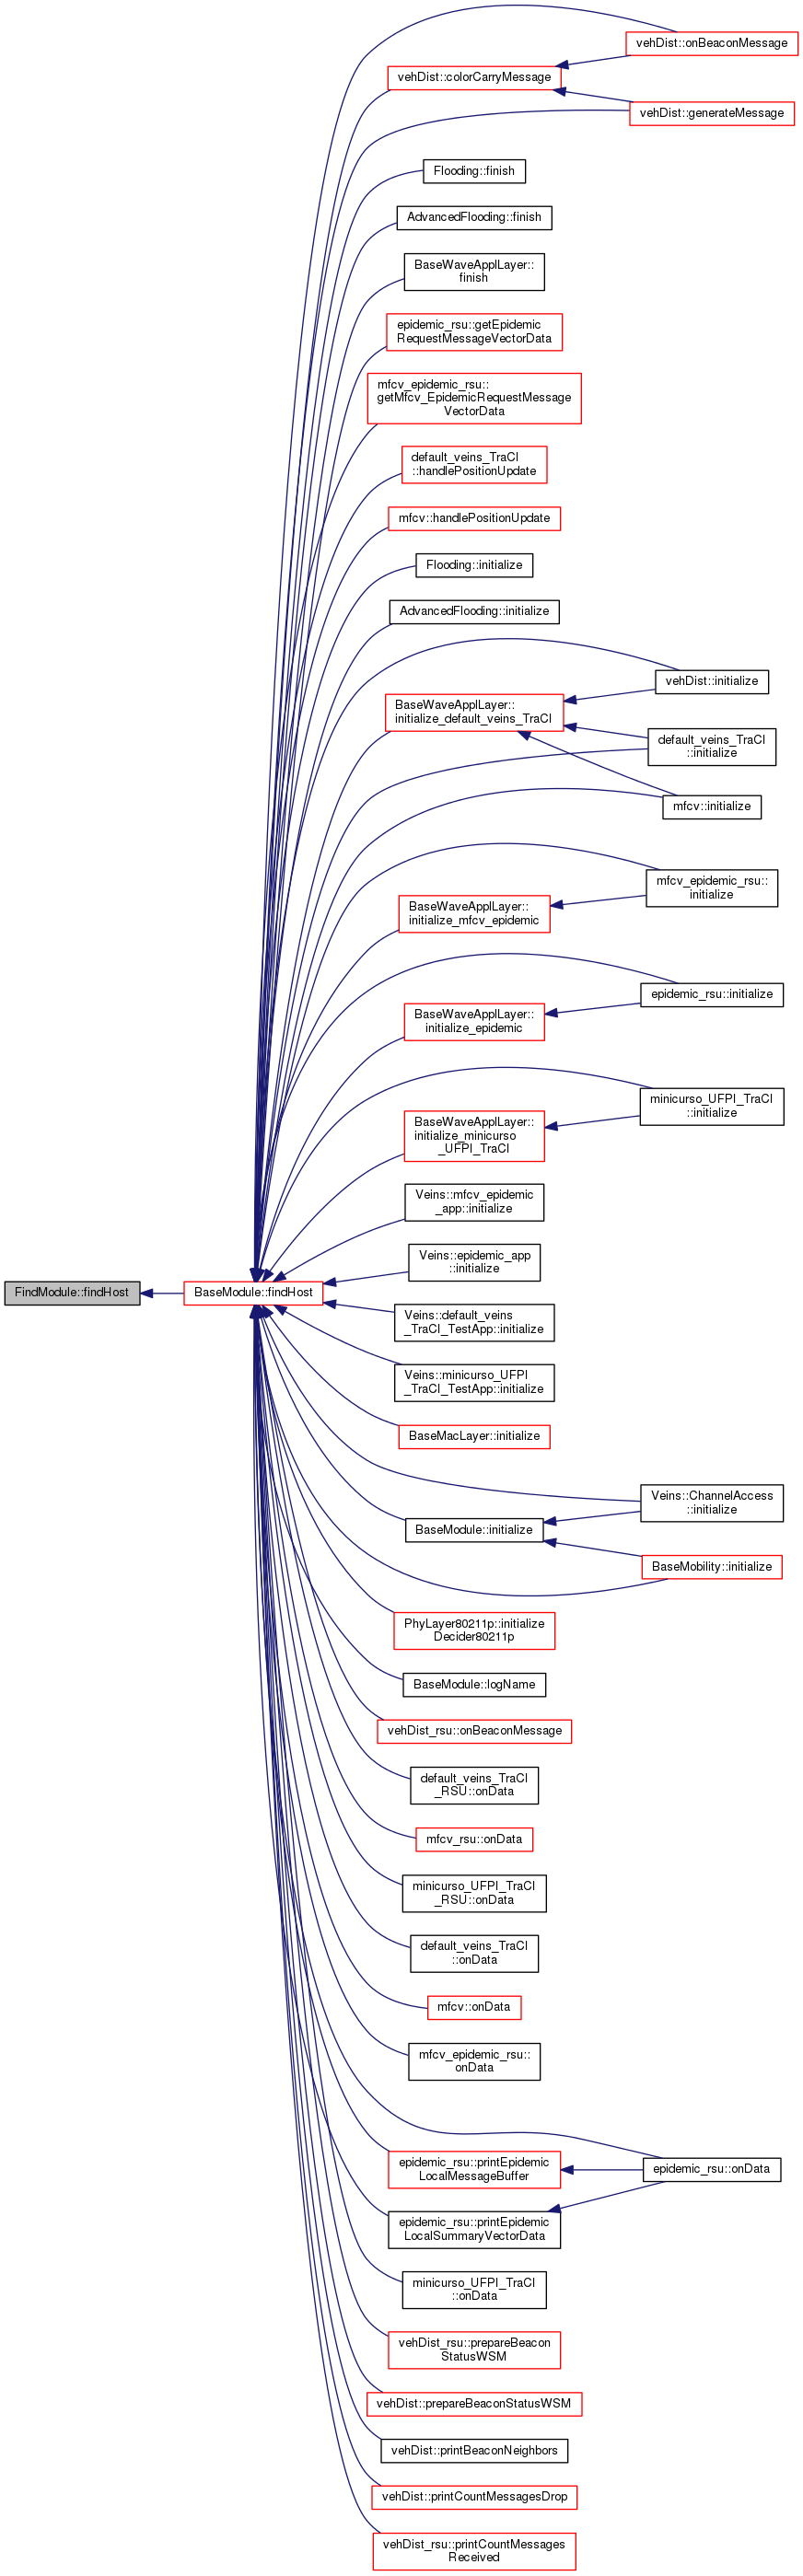 vehDist::onBeaconMessage
vehDist::colorCarryMessage
vehDist::generateMessage
Flooding::finish
AdvancedFlooding::finish
BaseWaveApplLayer::
finish
epidemic_rsu::getEpidemic
RequestMessageVectorData
mfcv_epidemic_rsu::
getMfcv_EpidemicRequestMessage
VectorData
default_veins_TraCI
::handlePositionUpdate
mfcv::handlePositionUpdate
Flooding::initialize
AdvancedFlooding::initialize
vehDist::initialize
BaseWaveApplLayer::
initialize_default_veins_TraCI
default_veins_TraCI
::initialize
mfcv::initialize
mfcv_epidemic_rsu::
initialize
BaseWaveApplLayer::
initialize_mfcv_epidemic
epidemic_rsu::initialize
BaseWaveApplLayer::
initialize_epidemic
minicurso_UFPI_TraCI
::initialize
BaseWaveApplLayer::
initialize_minicurso
_UFPI_TraCI
Veins::mfcv_epidemic
_app::initialize
Veins::epidemic_app
::initialize
FindModule::findHost
BaseModule::findHost
Veins::default_veins
_TraCI_TestApp::initialize
Veins::minicurso_UFPI
_TraCI_TestApp::initialize
BaseMacLayer::initialize
Veins::ChannelAccess
::initialize
BaseModule::initialize
BaseMobility::initialize
PhyLayer80211p::initialize
Decider80211p
BaseModule::logName
vehDist_rsu::onBeaconMessage
default_veins_TraCI
_RSU::onData
mfcv_rsu::onData
minicurso_UFPI_TraCI
_RSU::onData
default_veins_TraCI
::onData
mfcv::onData
mfcv_epidemic_rsu::
onData
epidemic_rsu::printEpidemic
LocalMessageBuffer
epidemic_rsu::onData
epidemic_rsu::printEpidemic
LocalSummaryVectorData
minicurso_UFPI_TraCI
::onData
vehDist_rsu::prepareBeacon
StatusWSM
vehDist::prepareBeaconStatusWSM
vehDist::printBeaconNeighbors
vehDist::printCountMessagesDrop
vehDist_rsu::printCountMessages
Received